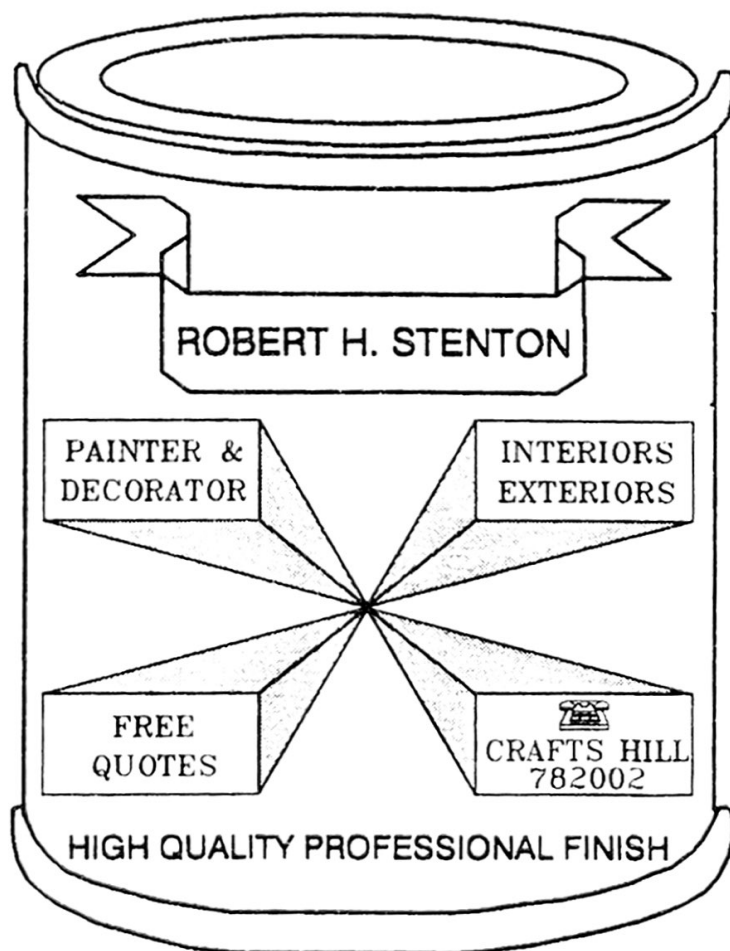 ROBERT H. STENTON
PAINTER &
DECORATOR
INTERIORS
EXTERIORS
FREE
QUOTES
CRAFTS HILL
782002
HIGH QUALITY PROFESSIONAL FINISH